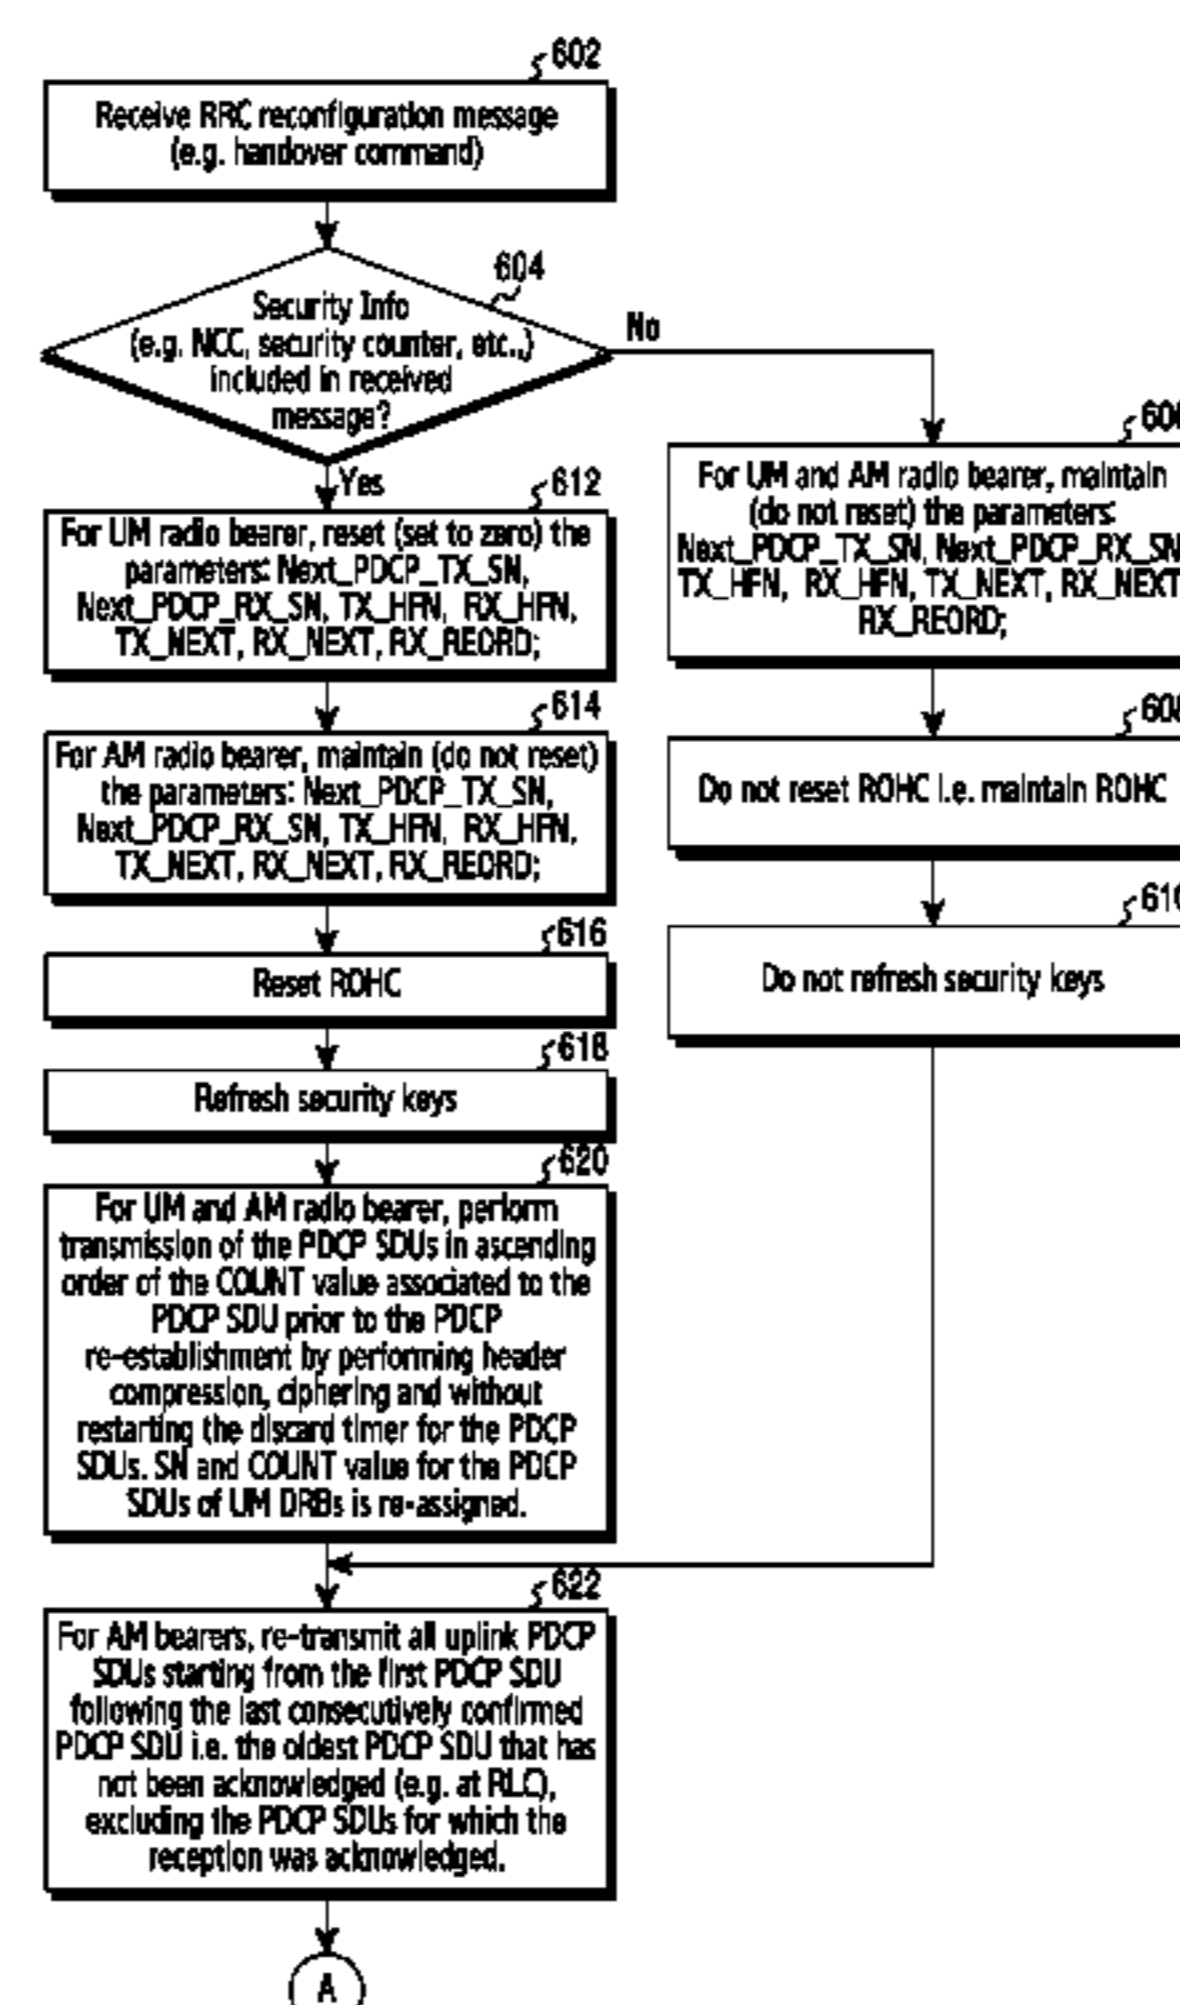 602
Receive RRC reconfiguration message
(e.g. handover command)
604
Security Info
(e.g. NCC, security counter, etc.,)
included in received
message?
No
Yes
612
For UM radio bearer, reset (set to zero) the
parameters: Next_PDCP_TX_SN,
Next_PDCP_RX_SN, TX_HFN, RX_HFN,
TX_NEXT, RX_NEXT, RX_REORD;
614
For AM radio bearer, maintain (do not reset)
the parameters: Next_PDCP_TX_SN,
Next_PDCP_RX_SN, TX_HFN, RX_HFN,
TX_NEXT, RX_NEXT, RX_REORD;
616
Reset ROHC
618
Refresh security keys
620
For UM and AM radio bearer, perform
transmission of the PDCP SDUs in ascending
order of the COUNT value associated to the
PDCP SDU prior to the PDCP
re-establishment by performing header
compression, ciphering and without
restarting the discard timer for the PDCP
SDUs. SN and COUNT value for the PDCP
SDUs of UM DRBs is re-assigned.
For UM and AM radio bearer, maintain
(do not reset) the parameters:
Next_PDCP_TX_SN, Next_PDCP_RX_SN
TX_HFN, RX_HFN, TX_NEXT, RX_NEXT
RX_REORD;
Do not reset ROHC i.e. maintain ROHC
610
Do not refresh security keys
622
For AM bearers, re-transmit all uplink PDCP
SDUs starting from the first PDCP SDU
following the last consecutively confirmed
PDCP SDU i.e. the oldest PDCP SDU that has
not been acknowledged (e.g. at RLC),
excluding the PDCP SDUs for which the
reception was acknowledged.
A